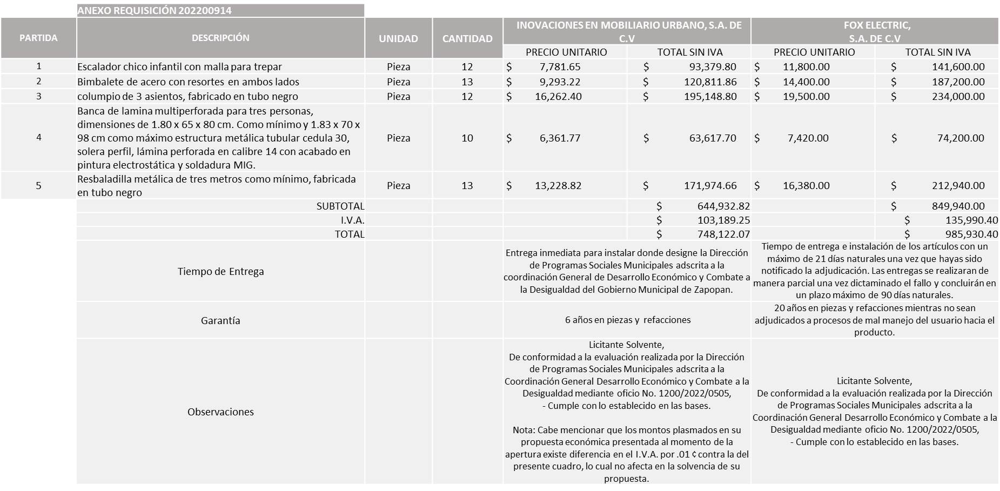 ANEXO REQUISICIÓN 202200914
PARTIDA
DESCRIPCIÓN
UNIDAD
CANTIDAD
INOVACIONES EN MOBILIARIO URBANO, S.A. DE
C.V
FOX ELECTRIC,
S.A. DE C.V
PRECIO UNITARIO TOTAL SIN IVA PRECIO UNITARIO TOTAL SIN IVA
1 Escalador chico infantil con malla para trepar Pieza 12 $ 7,781.65 $ 93,379.80 $ 11,800.00 $ 141,600.00
2 Bimbalete de acero con resortes en ambos lados Pieza 13 $ 9,293.22 $ 120,811.86 $ 14,400.00 $ 187,200.00
3 columpio de 3 asientos, fabricado en tubo negro Pieza 12 $ 16,262.40 $ 195,148.80 $ 19,500.00 $ 234,000.00
4
Banca de lamina multiperforada para tres personas,
dimensiones de 1.80 x 65 x 80 cm. Como mínimo y 1.83 x 70 x
98 cm como máximo estructura metálica tubular cedula 30,
solera perfil, lámina perforada en calibre 14 con acabado en
pintura electrostática y soldadura MIG.
Pieza 10 $ 6,361.77 $ 63,617.70 $ 7,420.00 $ 74,200.00
5
Resbaladilla metálica de tres metros como mínimo, fabricada
en tubo negro
Pieza 13 $ 13,228.82 $ 171,974.66 $ 16,380.00 $ 212,940.00
SUBTOTAL $ 644,932.82 $ 849,940.00
I.V.A. $ 103,189.25 $ 135,990.40
TOTAL $ 748,122.07 $ 985,930.40
Tiempo de Entrega
Entrega inmediata para instalar donde designe la Dirección
de Programas Sociales Municipales adscrita a la
coordinación General de Desarrollo Económico y Combate a
la Desigualdad del Gobierno Municipal de Zapopan.
Tiempo de entrega e instalación de los artículos con un
máximo de 21 días naturales una vez que hayas sido
notificado la adjudicación. Las entregas se realizaran de
manera parcial una vez dictaminado el fallo y concluirán en
un plazo máximo de 90 días naturales.
Garantía
6 años en piezas y refacciones
20 años en piezas y refacciones mientras no sean
adjudicados a procesos de mal manejo del usuario hacia el
producto.
Observaciones
Licitante Solvente,
De conformidad a la evaluación realizada por la Dirección
de Programas Sociales Municipales adscrita a la
Coordinación General Desarrollo Económico y Combate a la
Desigualdad mediante oficio No. 1200/2022/0505,
- Cumple con lo establecido en las bases.
Nota: Cabe mencionar que los montos plasmados en su
propuesta económica presentada al momento de la
apertura existe diferencia en el I.V.A. por .01 ¢ contra la del
presente cuadro, lo cual no afecta en la solvencia de su
propuesta.
Licitante Solvente,
De conformidad a la evaluación realizada por la Dirección
de Programas Sociales Municipales adscrita a la
Coordinación General Desarrollo Económico y Combate a la
Desigualdad mediante oficio No. 1200/2022/0505,
- Cumple con lo establecido en las bases.